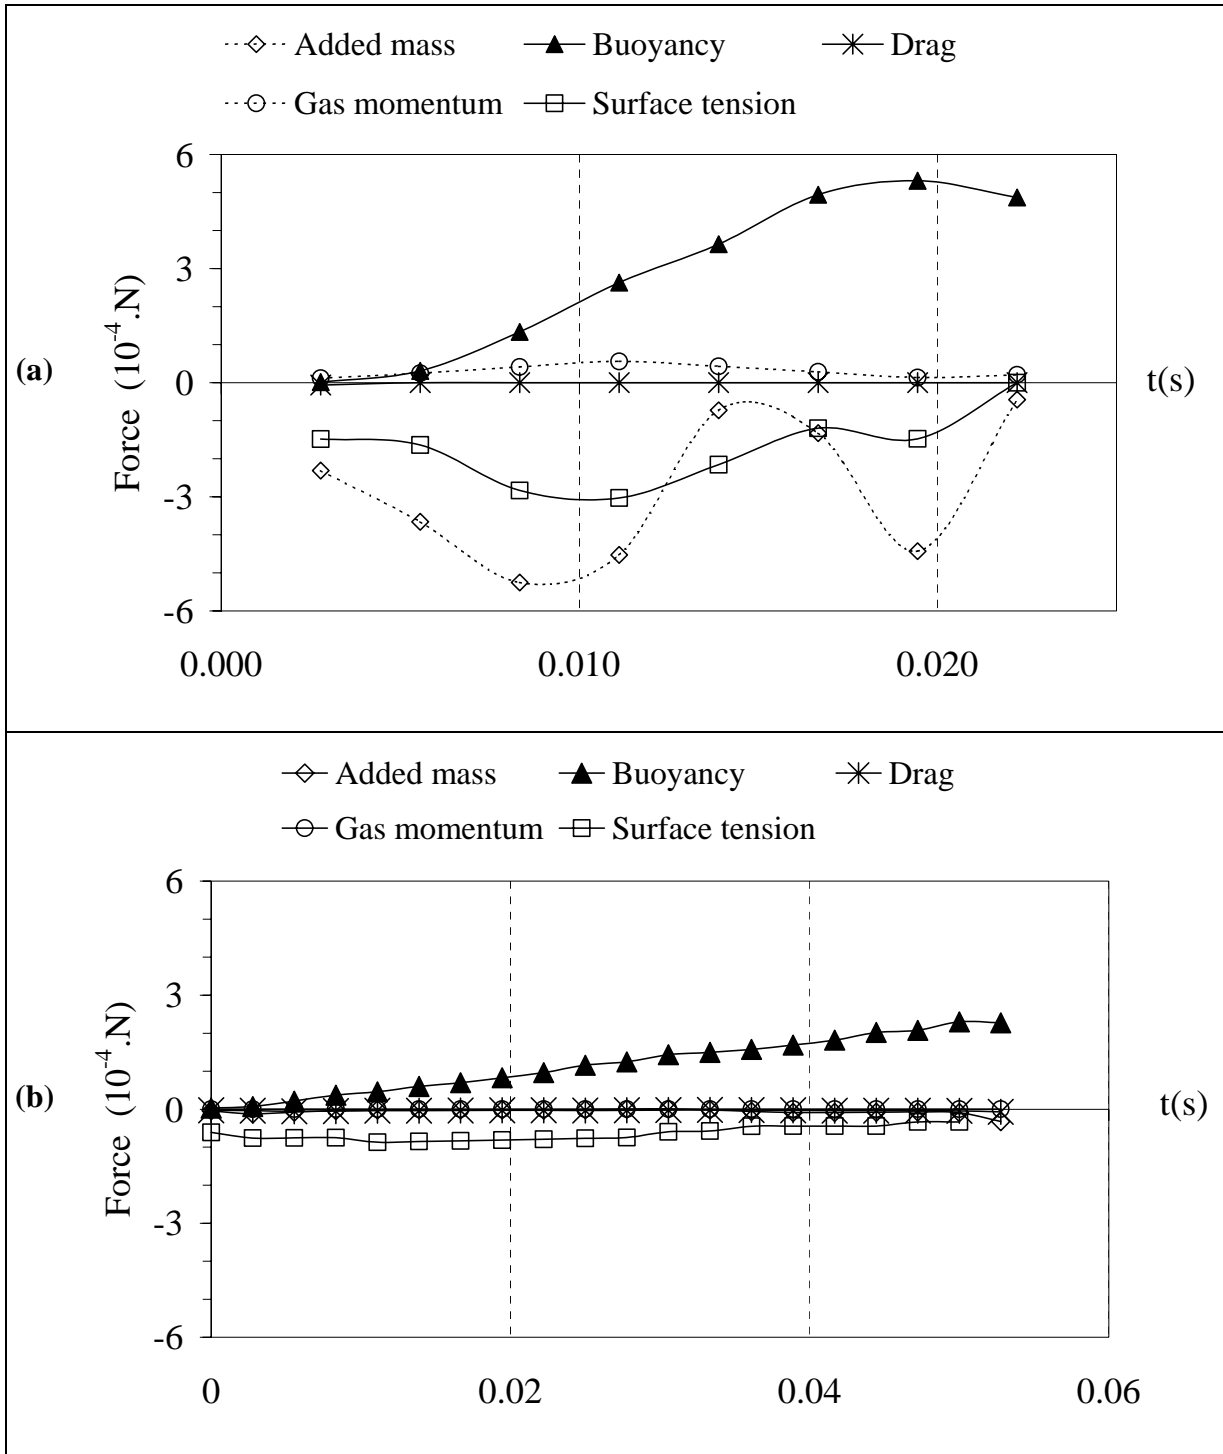 Added mass Buoyancy Drag
Gas momentum Surface tension
6
3
0
-3
-6
Force (10⁻⁴.N)
(a)
t(s)
0.000 0.010 0.020
Added mass Buoyancy Drag
Gas momentum Surface tension
6
3
0
-3
-6
Force (10⁻⁴.N)
(b)
t(s)
0 0.02 0.04 0.06